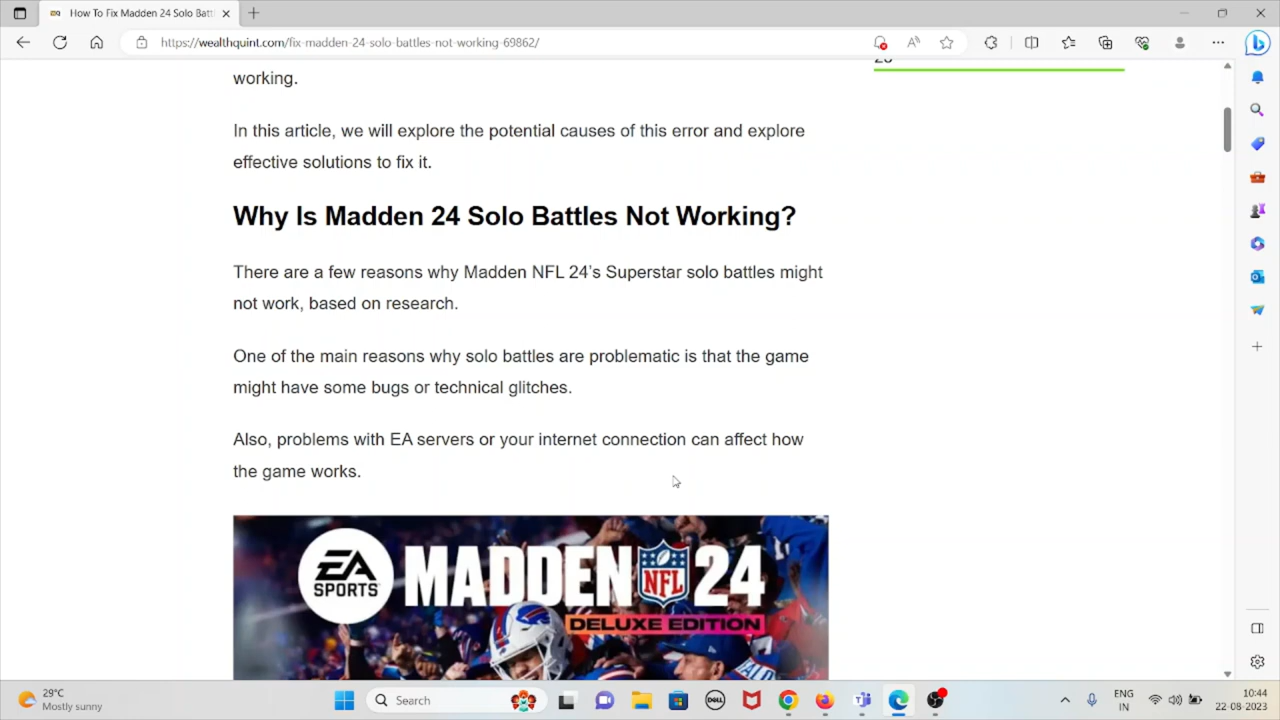 How To Fix Madden 24 Solo Batt
https://wealthquint.com/fix-madden-24-solo-battles-not-working-69862/
working.
In this article, we will explore the potential causes of this error and explore
effective solutions to fix it.
Why Is Madden 24 Solo Battles Not Working?
There are a few reasons why Madden NFL 24's Superstar solo battles might
not work, based on research.
One of the main reasons why solo battles are problematic is that the game
might have some bugs or technical glitches.
Also, problems with EA servers or your internet connection can affect how
the game works.
EA SPORTS MADDEN NFL 24
DELUXE EDITION
29°C
Mostly sunny
Search
DELL
ENG
IN
10:44
22-08-2023